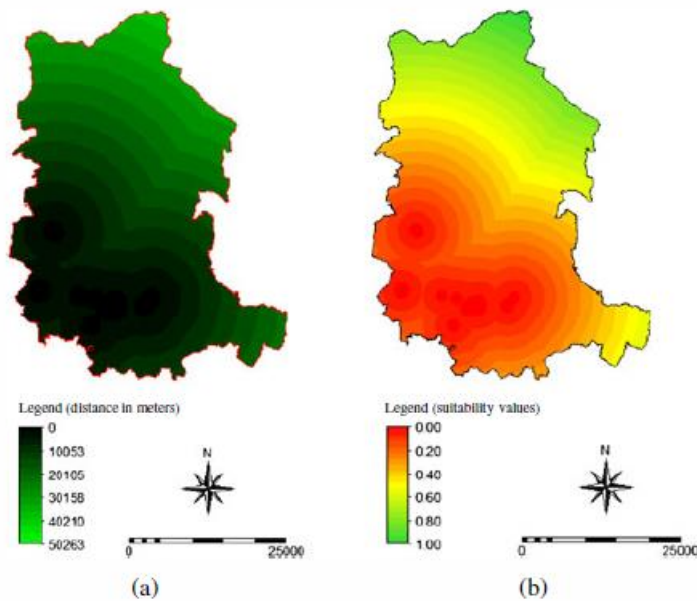 Legend (distance in meters)
0
10053
20105
30158
40210
50263
N
0 25000
(a)
Legend (suitability values)
0.00
0.20
0.40
0.60
0.80
1.00
N
0 25000
(b)